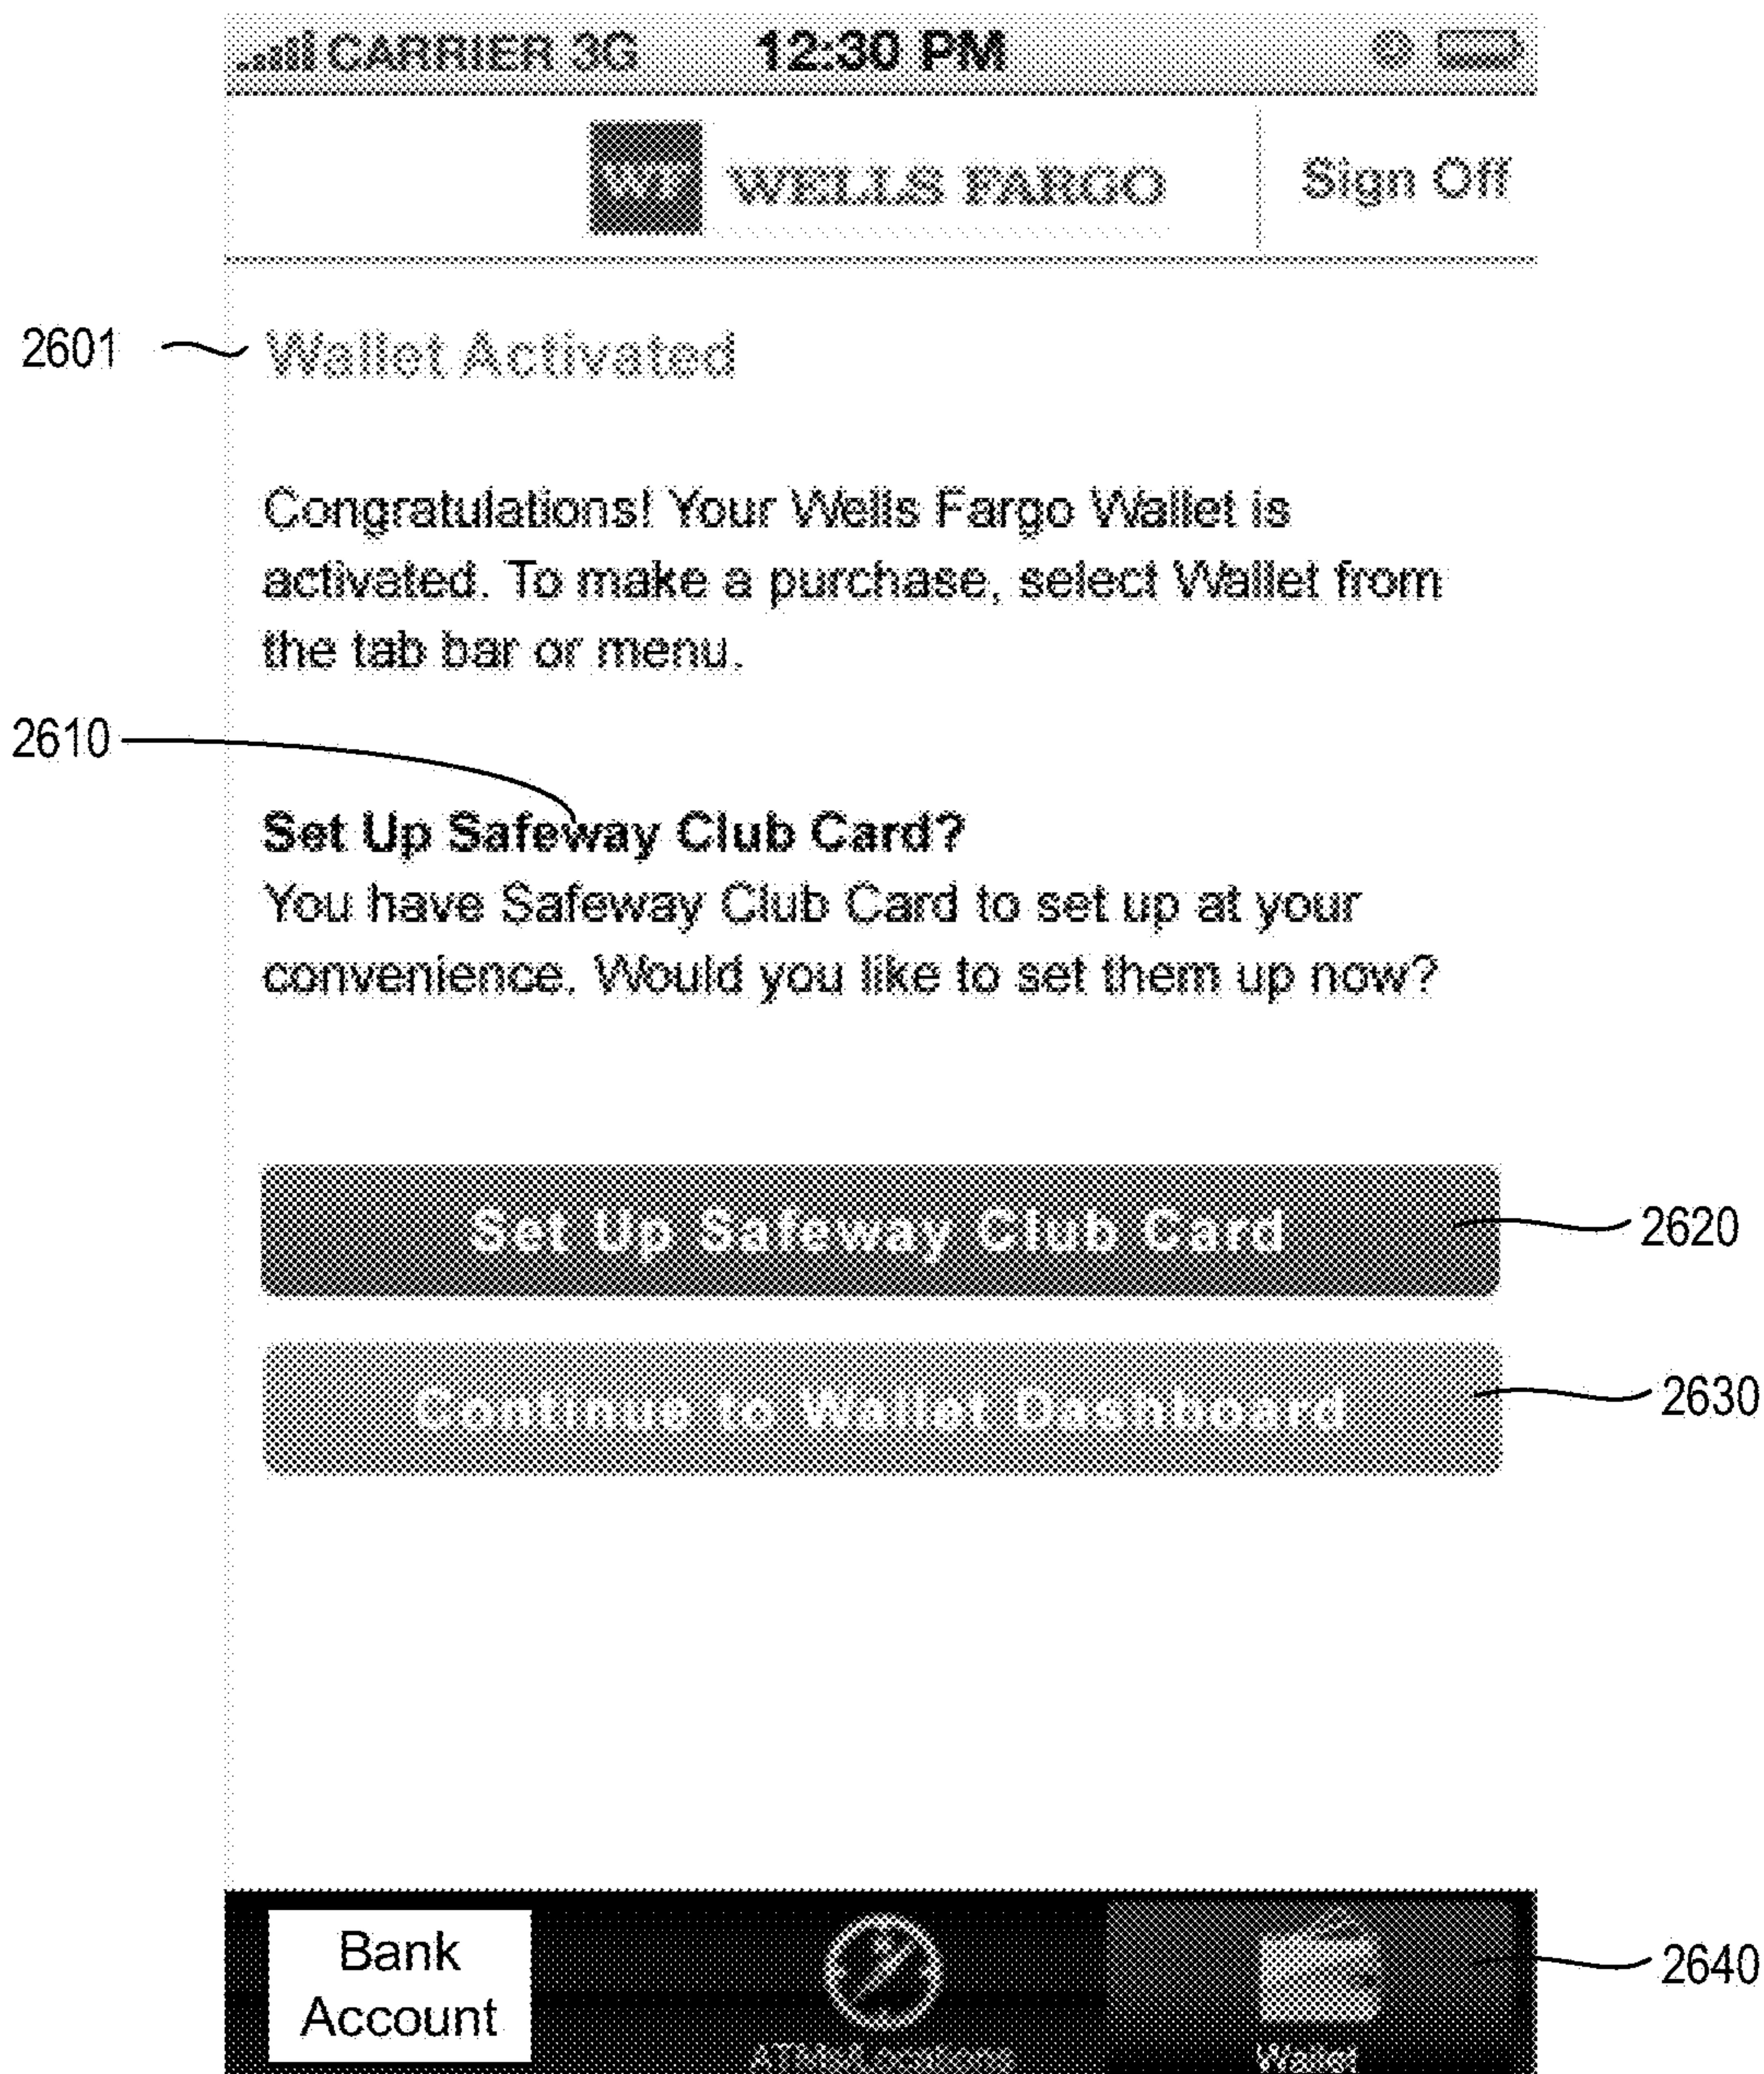 CARRIER 3G 12:30 PM
WF WELLS FARGO Sign Off
2601 Wallet Activated
Congratulations! Your Wells Fargo Wallet is
activated. To make a purchase, select Wallet from
the tab bar or menu.
2610
Set Up Safeway Club Card?
You have Safeway Club Card to set up at your
convenience. Would you like to set them up now?
Set Up Safeway Club Card 2620
Continue to Wallet Dashboard 2630
Bank
Account
Wallet
2640